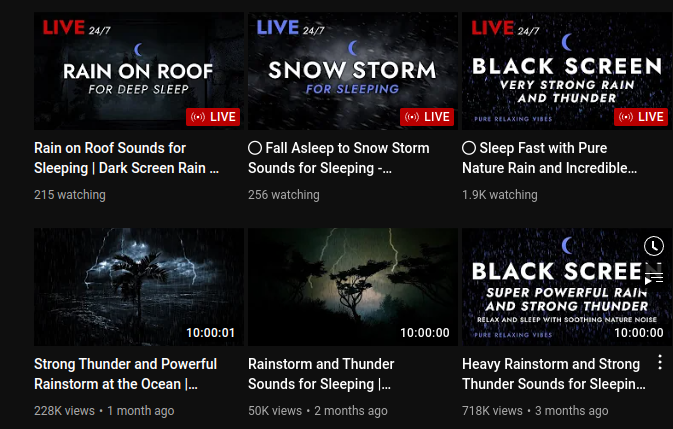 LIVE 24/7
RAIN ON ROOF
FOR DEEP SLEEP
LIVE
LIVE 24/7
SNOW STORM
FOR SLEEPING
LIVE
LIVE 24/7
BLACK SCREEN
VERY STRONG RAIN
AND THUNDER
PURE RELAXING VIBES
LIVE
Rain on Roof Sounds for
Sleeping | Dark Screen Rain ...
215 watching
Fall Asleep to Snow Storm
Sounds for Sleeping -...
256 watching
Sleep Fast with Pure
Nature Rain and Incredible...
1.9K watching
10:00:01
10:00:00
BLACK SCREE
SUPER POWERFUL RAIN
AND STRONG THUNDER
RELAX AND SLEEP WITH SOOTHING NATURE NOISE
PURE RELAXING VIBES
10:00:00
Strong Thunder and Powerful
Rainstorm at the Ocean |...
228K views • 1 month ago
Rainstorm and Thunder
Sounds for Sleeping |...
50K views • 2 months ago
Heavy Rainstorm and Strong
Thunder Sounds for Sleepin...
718K views • 3 months ago